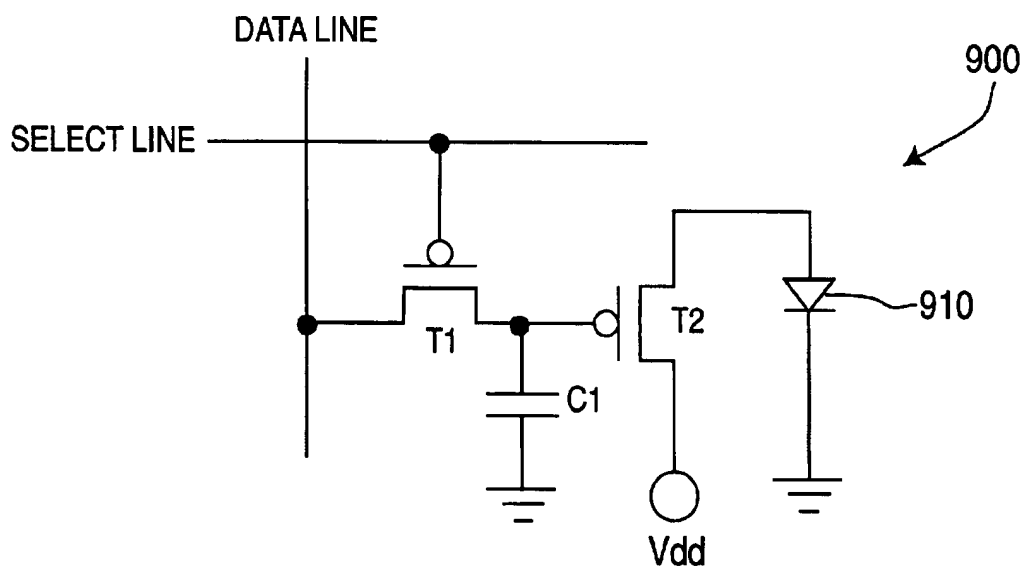 DATA LINE
900
SELECT LINE
T1
T2
910
C1
Vdd